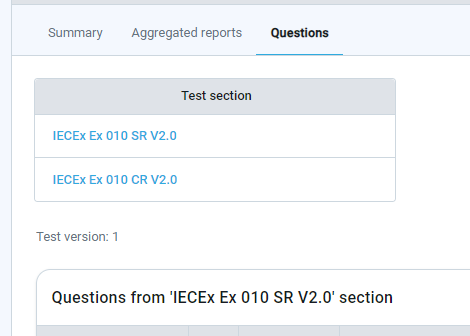 Summary Aggregated reports Questions
Test section
IECEx Ex 010 SR V2.0
IECEx Ex 010 CR V2.0
Test version: 1
Questions from 'IECEx Ex 010 SR V2.0' section